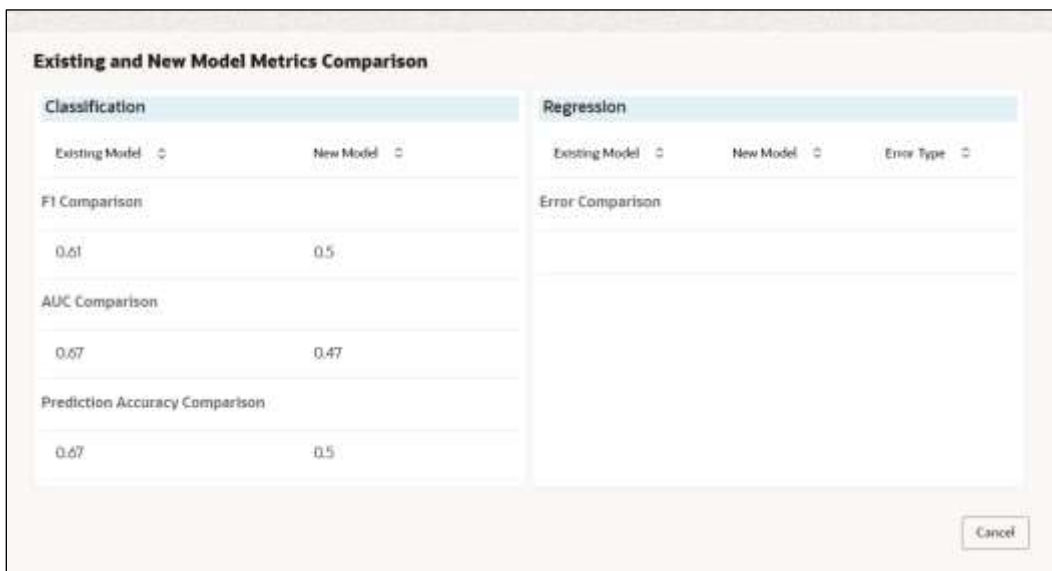 Existing and New Model Metrics Comparison
Classification
Existing Model New Model
F1 Comparison
0.61 0.5
AUC Comparison
0.67 0.47
Prediction Accuracy Comparison
0.67 0.5
Regression
Existing Model New Model Error Type
Error Comparison
Cancel